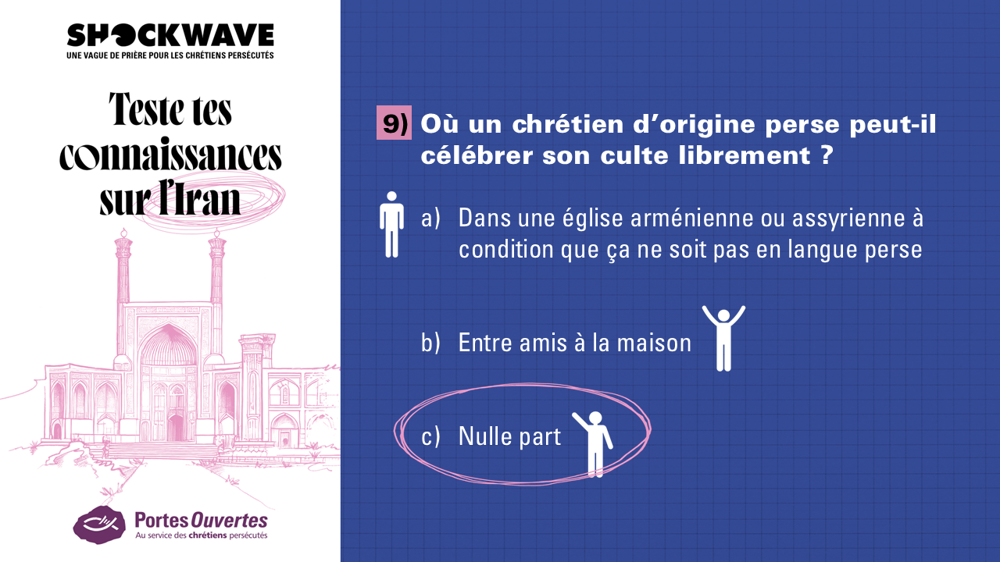 SHOCKWAVE
UNE VAGUE DE PRIÈRE POUR LES CHRÉTIENS PERSÉCUTÉS
Teste tes
connaissances
sur l'Iran
Portes Ouvertes
Au service des chrétiens persécutés
9) Où un chrétien d’origine perse peut-il
célébrer son culte librement ?
a) Dans une église arménienne ou assyrienne à
condition que ça ne soit pas en langue perse
b) Entre amis à la maison
c) Nulle part